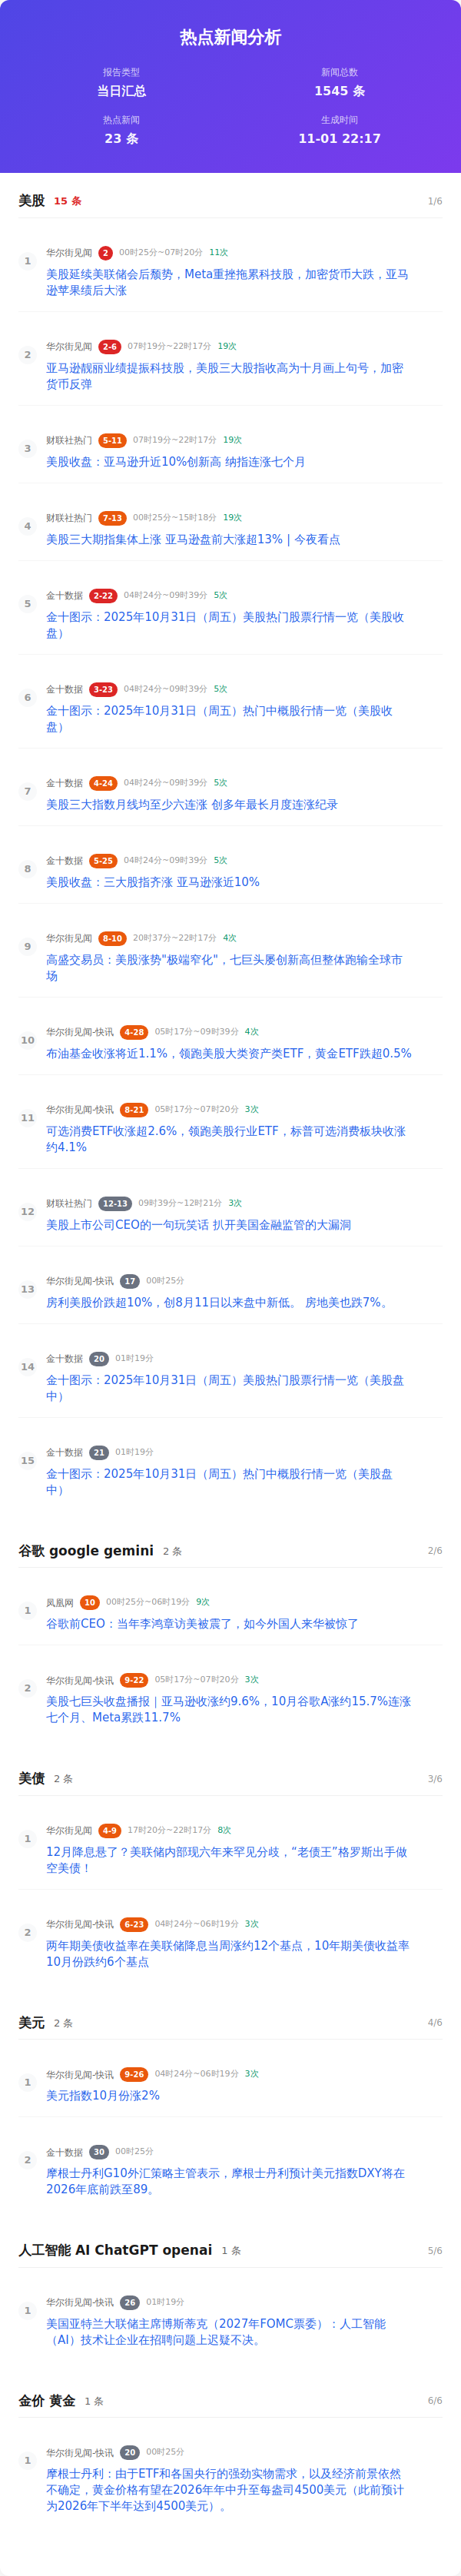 热点新闻分析
报告类型
当日汇总
新闻总数
1545 条
热点新闻
23 条
生成时间
11-01 22:17
美股 15 条 1/6
1
华尔街见闻 2 00时25分~07时20分 11次
美股延续美联储会后颓势，Meta重挫拖累科技股，加密货币大跌，亚马
逊苹果绩后大涨
2
华尔街见闻 2-6 07时19分~22时17分 19次
亚马逊靓丽业绩提振科技股，美股三大股指收高为十月画上句号，加密
货币反弹
3
财联社热门 5-11 07时19分~22时17分 19次
美股收盘：亚马逊升近10%创新高 纳指连涨七个月
4
财联社热门 7-13 00时25分~15时18分 19次
美股三大期指集体上涨 亚马逊盘前大涨超13% | 今夜看点
5
金十数据 2-22 04时24分~09时39分 5次
金十图示：2025年10月31日（周五）美股热门股票行情一览（美股收
盘）
6
金十数据 3-23 04时24分~09时39分 5次
金十图示：2025年10月31日（周五）热门中概股行情一览（美股收
盘）
7
金十数据 4-24 04时24分~09时39分 5次
美股三大指数月线均至少六连涨 创多年最长月度连涨纪录
8
金十数据 5-25 04时24分~09时39分 5次
美股收盘：三大股指齐涨 亚马逊涨近10%
9
华尔街见闻 8-10 20时37分~22时17分 4次
高盛交易员：美股涨势"极端窄化"，七巨头屡创新高但整体跑输全球市
场
10
华尔街见闻-快讯 4-28 05时17分~09时39分 4次
布油基金收涨将近1.1%，领跑美股大类资产类ETF，黄金ETF跌超0.5%
11
华尔街见闻-快讯 8-21 05时17分~07时20分 3次
可选消费ETF收涨超2.6%，领跑美股行业ETF，标普可选消费板块收涨
约4.1%
12
财联社热门 12-13 09时39分~12时21分 3次
美股上市公司CEO的一句玩笑话 扒开美国金融监管的大漏洞
13
华尔街见闻-快讯 17 00时25分
房利美股价跌超10%，创8月11日以来盘中新低。 房地美也跌7%。
14
金十数据 20 01时19分
金十图示：2025年10月31日（周五）美股热门股票行情一览（美股盘
中）
15
金十数据 21 01时19分
金十图示：2025年10月31日（周五）热门中概股行情一览（美股盘
中）
谷歌 google gemini 2 条 2/6
1
凤凰网 10 00时25分~06时19分 9次
谷歌前CEO：当年李鸿章访美被震了，如今外国人来华被惊了
2
华尔街见闻-快讯 9-22 05时17分~07时20分 3次
美股七巨头收盘播报｜亚马逊收涨约9.6%，10月谷歌A涨约15.7%连涨
七个月、Meta累跌11.7%
美债 2 条 3/6
1
华尔街见闻 4-9 17时20分~22时17分 8次
12月降息悬了？美联储内部现六年来罕见分歧，“老债王”格罗斯出手做
空美债！
2
华尔街见闻-快讯 6-23 04时24分~06时19分 3次
两年期美债收益率在美联储降息当周涨约12个基点，10年期美债收益率
10月份跌约6个基点
美元 2 条 4/6
1
华尔街见闻-快讯 9-26 04时24分~06时19分 3次
美元指数10月份涨2%
2
金十数据 30 00时25分
摩根士丹利G10外汇策略主管表示，摩根士丹利预计美元指数DXY将在
2026年底前跌至89。
人工智能 AI ChatGPT openai 1 条 5/6
1
华尔街见闻-快讯 26 01时19分
美国亚特兰大联储主席博斯蒂克（2027年FOMC票委）：人工智能
（AI）技术让企业在招聘问题上迟疑不决。
金价 黄金 1 条 6/6
1
华尔街见闻-快讯 20 00时25分
摩根士丹利：由于ETF和各国央行的强劲实物需求，以及经济前景依然
不确定，黄金价格有望在2026年年中升至每盎司4500美元（此前预计
为2026年下半年达到4500美元）。